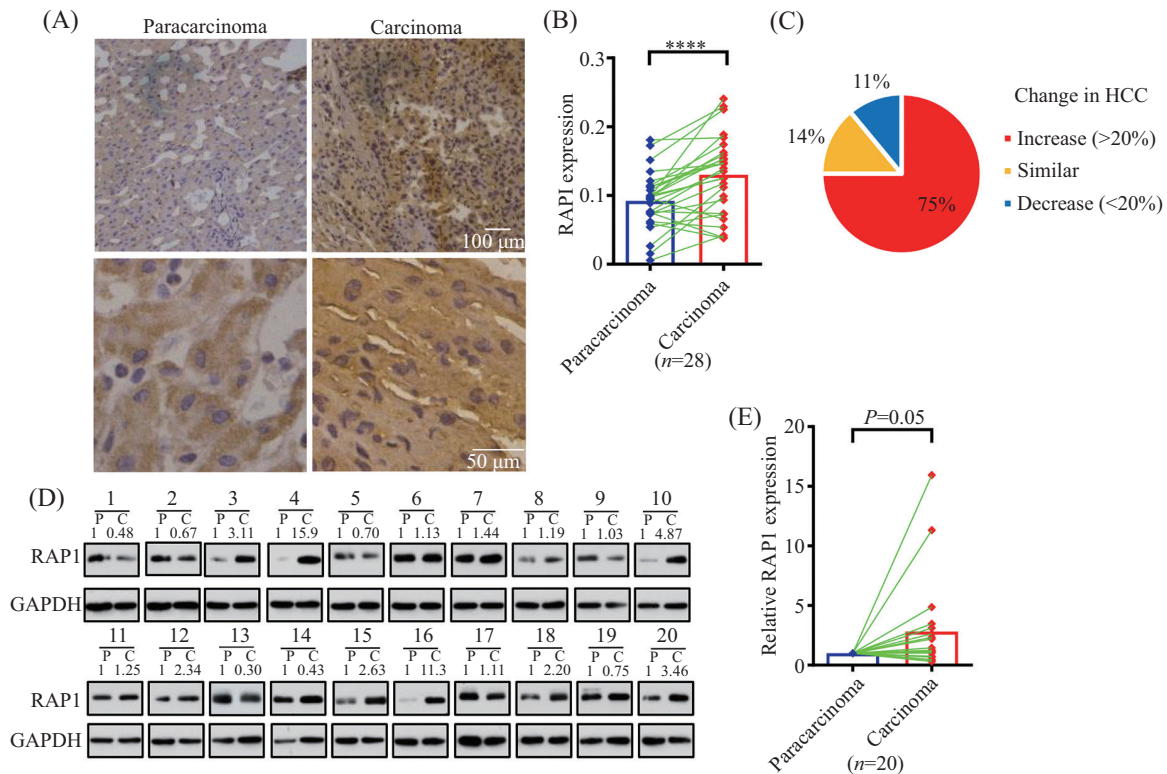 (A)
Paracarcinoma
Carcinoma
100 μm
50 μm
(B)
****
0.3
0.2
0.1
0
RAP1 expression
Paracarcinoma
Carcinoma
(n=28)
(C)
11%
14%
75%
Change in HCC
Increase (>20%)
Similar
Decrease (<20%)
(D)
1 2 3 4 5 6 7 8 9 10
P C P C P C P C P C P C P C P C P C P C
1 0.48 1 0.67 1 3.11 1 15.9 1 0.70 1 1.13 1 1.44 1 1.19 1 1.03 1 4.87
RAP1
GAPDH
11 12 13 14 15 16 17 18 19 20
P C P C P C P C P C P C P C P C P C P C
1 1.25 1 2.34 1 0.30 1 0.43 1 2.63 1 11.3 1 1.11 1 2.20 1 0.75 1 3.46
RAP1
GAPDH
(E)
P=0.05
20
15
10
5
0
Relative RAP1 expression
Paracarcinoma
Carcinoma
(n=20)